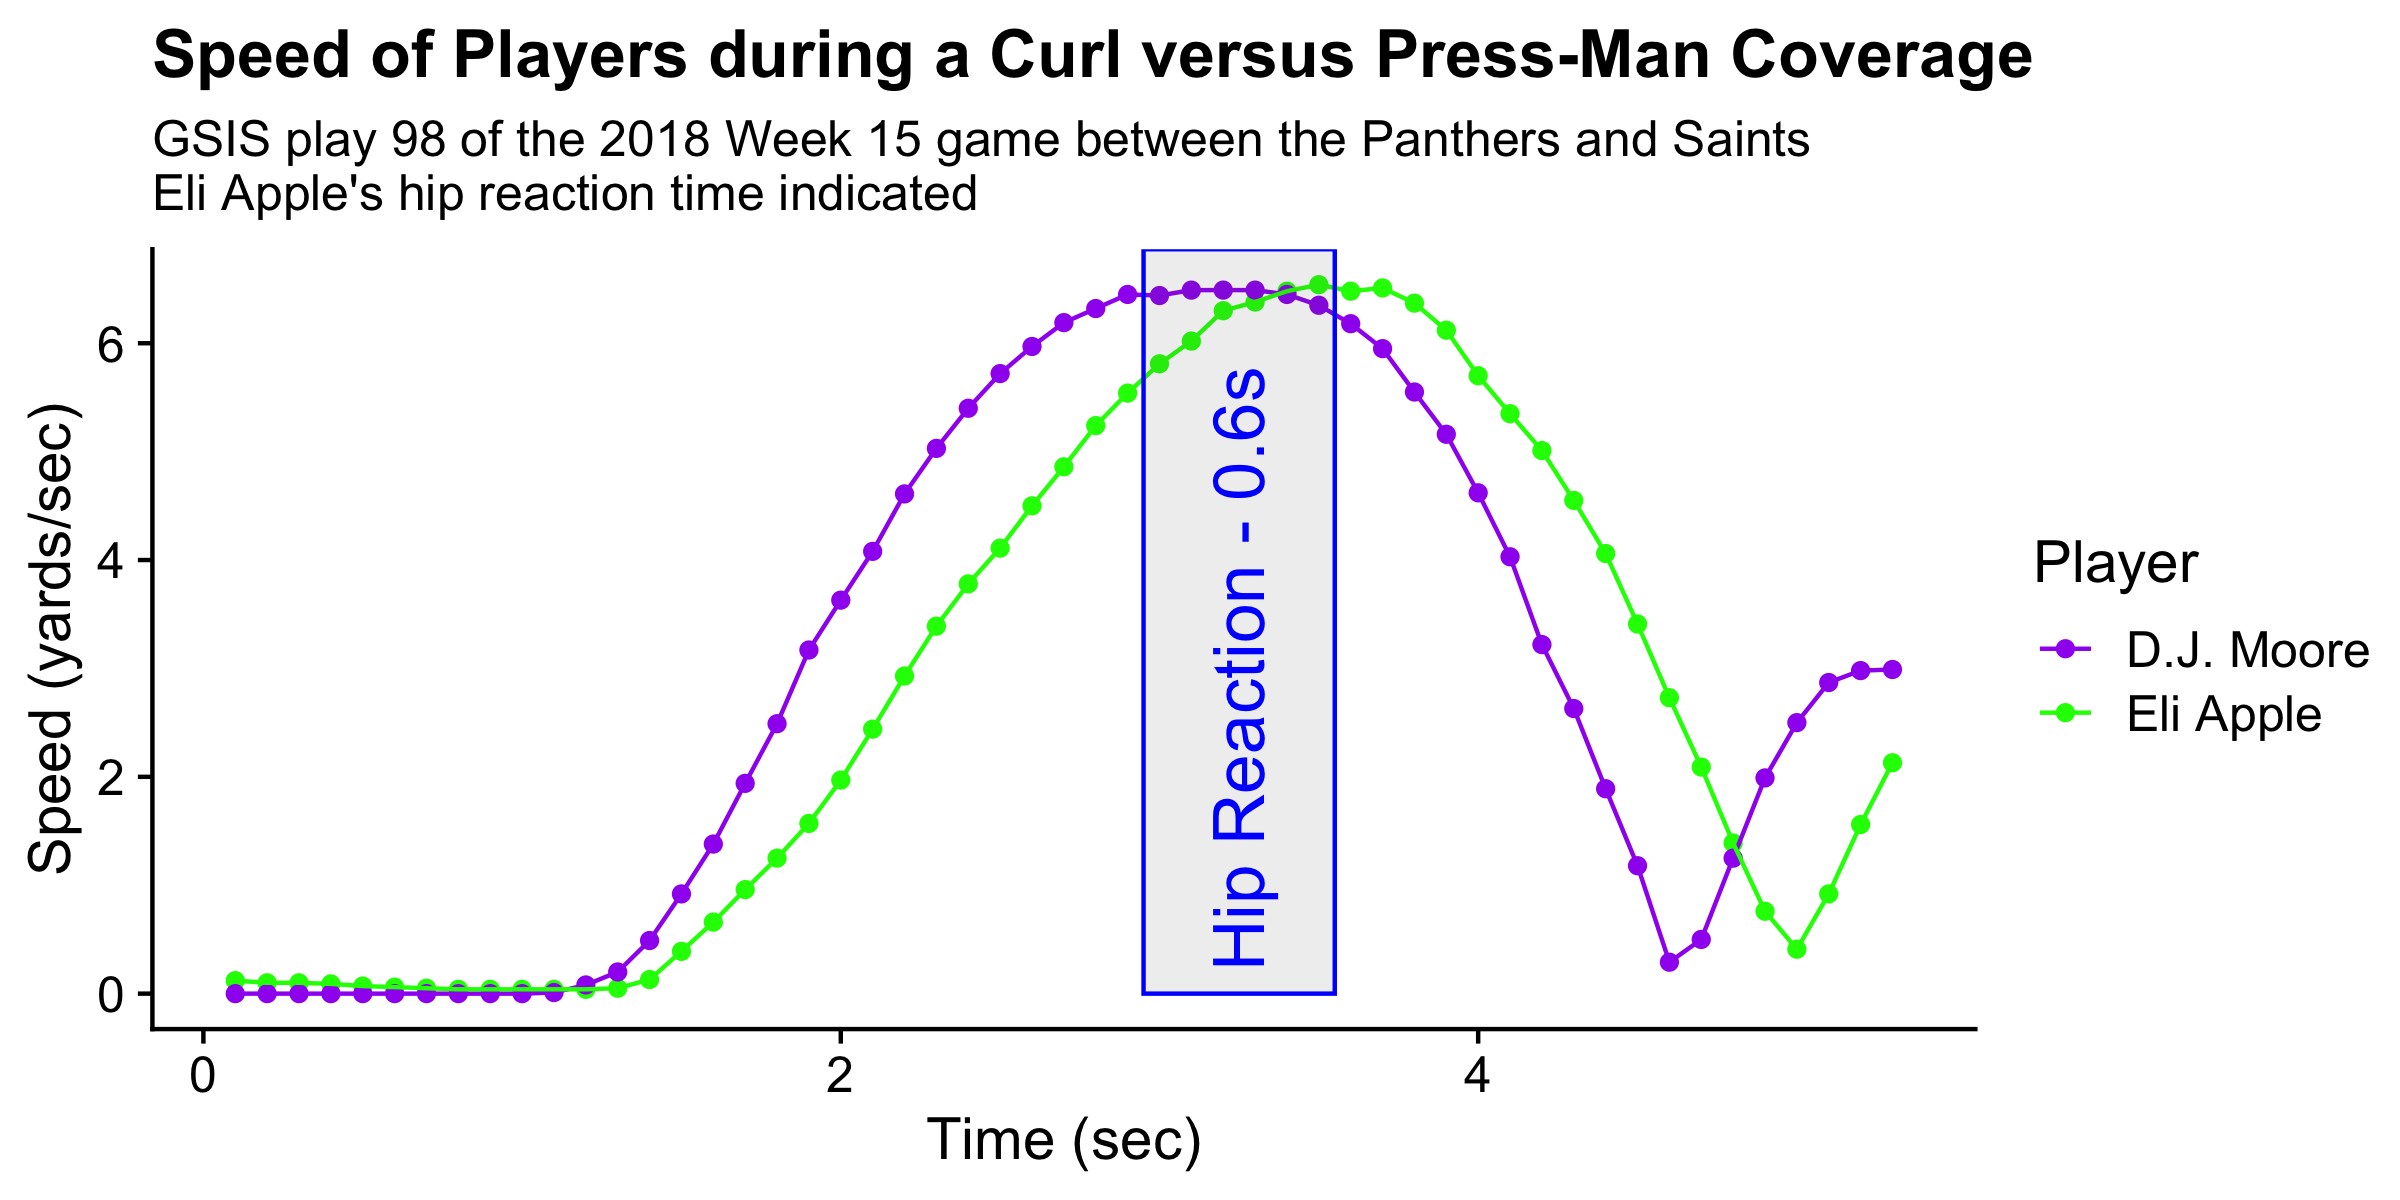 Speed of Players during a Curl versus Press-Man Coverage
GSIS play 98 of the 2018 Week 15 game between the Panthers and Saints
Eli Apple's hip reaction time indicated
Speed (yards/sec)
6
4
2
0
Hip Reaction - 0.6s
0
2
4
Time (sec)
Player
D.J. Moore
Eli Apple